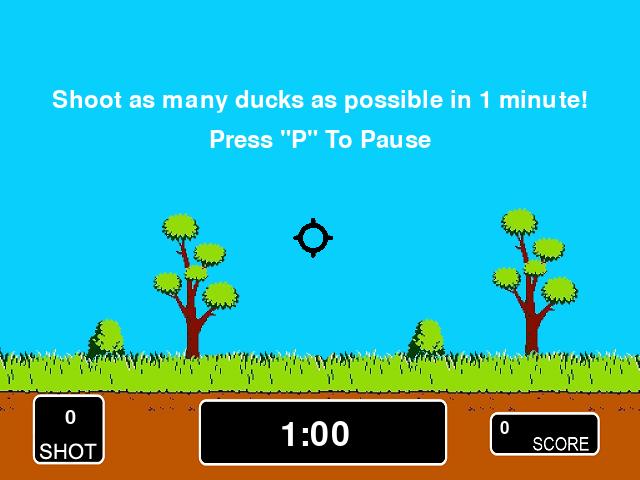 Shoot as many ducks as possible in 1 minute!
Press "P" To Pause
0
SHOT
1:00
0
SCORE